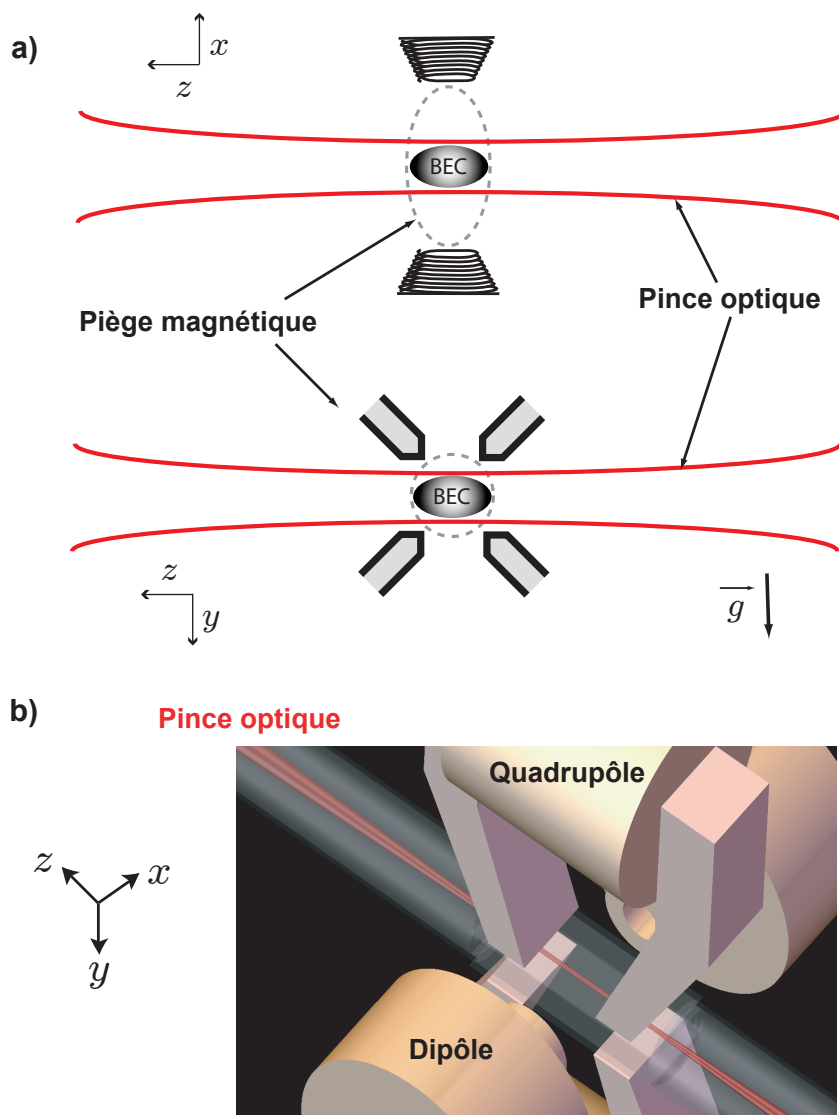 a)
x
z
BEC
Piège magnétique
Pince optique
BEC
z
y
g
b)
Pince optique
Quadrupôle
z
x
y
Dipôle